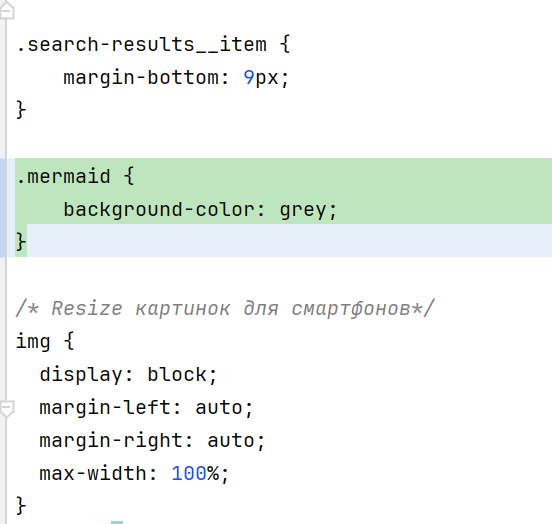 .search-results__item {
    margin-bottom: 9px;
}
.mermaid {
    background-color: grey;
}
/* Resize картинок для смартфонов*/
img {
  display: block;
  margin-left: auto;
  margin-right: auto;
  max-width: 100%;
}